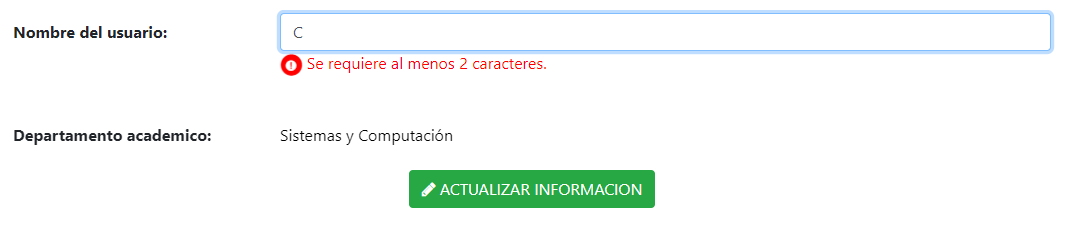 Nombre del usuario: C
Se requiere al menos 2 caracteres.
Departamento academico: Sistemas y Computación
ACTUALIZAR INFORMACION